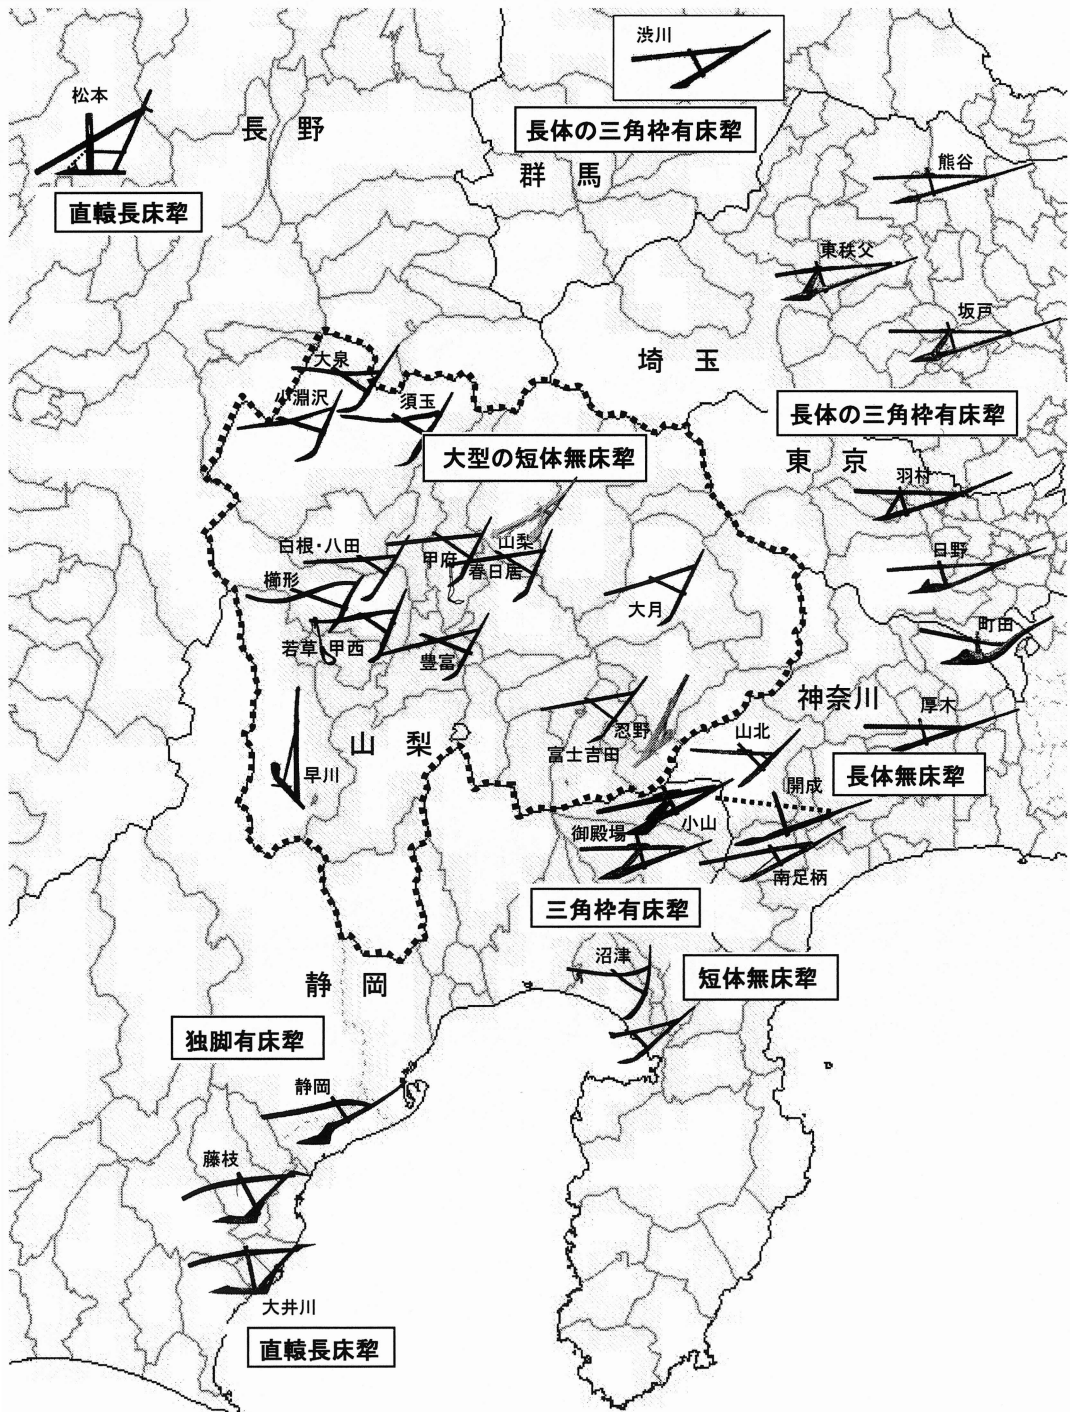 渋川
長体の三角枠有床犂
松本
長野
群馬
直轅長床犂
熊谷
東秩父
坂戸
埼玉
大泉
小淵沢
須玉
長体の三角枠有床犂
大型の短体無床犂
東京
羽村
白根・八田
甲府
山梨
春日居
日野
櫛形
大月
町田
若草
甲西
豊富
神奈川
厚木
山梨
忍野
富士吉田
山北
早川
長体無床犂
開成
小山
御殿場
南足柄
三角枠有床犂
沼津
短体無床犂
静岡
独脚有床犂
静岡
藤枝
大井川
直轅長床犂